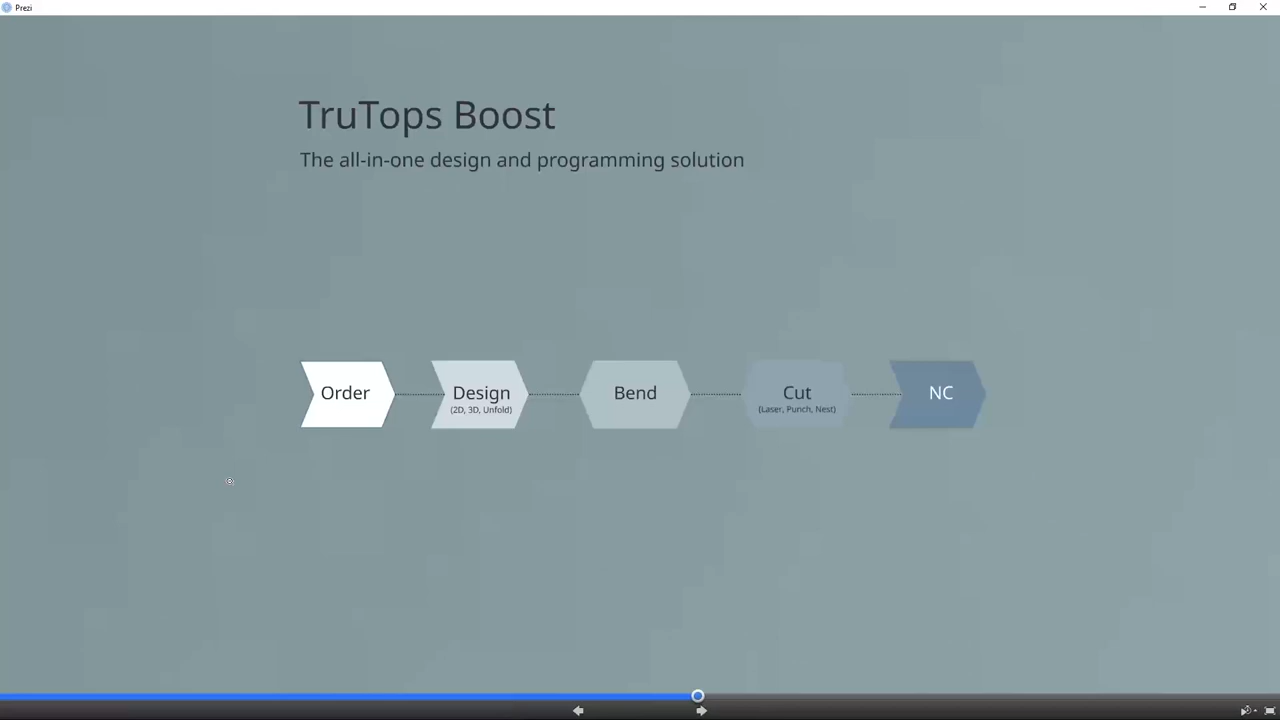 Prezi
TruTops Boost
The all-in-one design and programming solution
Order
Design
(2D, 3D, Unfold)
Bend
Cut
(Laser, Punch, Nest)
NC